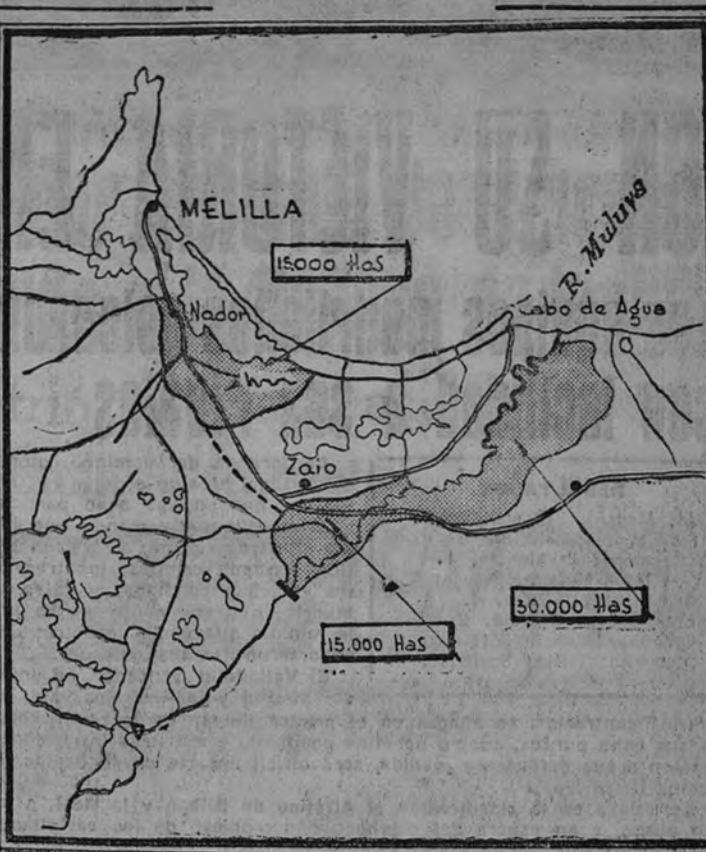 MELILLA
R. Muluya
15.000 HaS
Nador
Cabo de Agua
Zaio
30.000 HaS
15.000 HaS